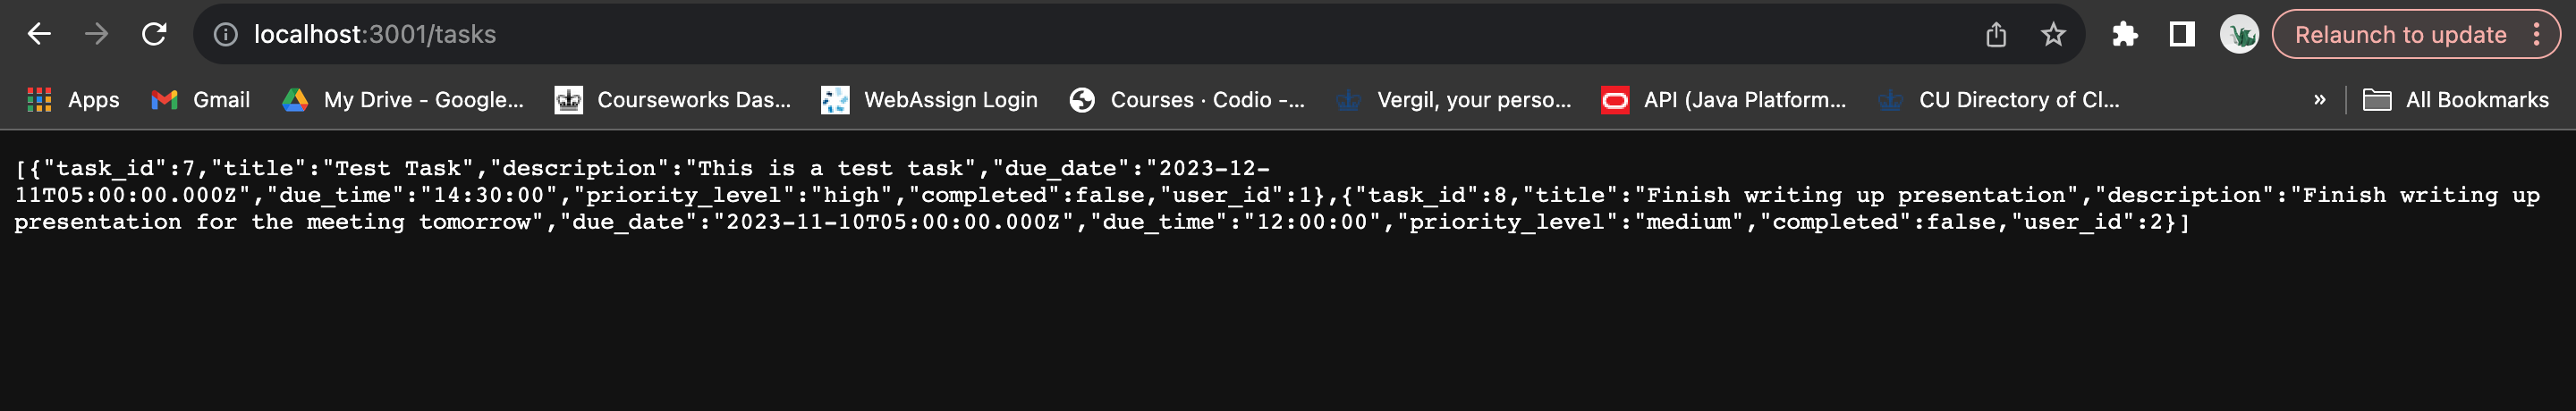 localhost:3001/tasks
Relaunch to update
Apps Gmail My Drive - Google... Courseworks Das... WebAssign Login Courses · Codio -... Vergil, your perso... API (Java Platform... CU Directory of Cl... » All Bookmarks
[{"task_id":7,"title":"Test Task","description":"This is a test task","due_date":"2023-12-
11T05:00:00.000Z","due_time":"14:30:00","priority_level":"high","completed":false,"user_id":1},{"task_id":8,"title":"Finish writing up presentation","description":"Finish writing up
presentation for the meeting tomorrow","due_date":"2023-11-10T05:00:00.000Z","due_time":"12:00:00","priority_level":"medium","completed":false,"user_id":2}]